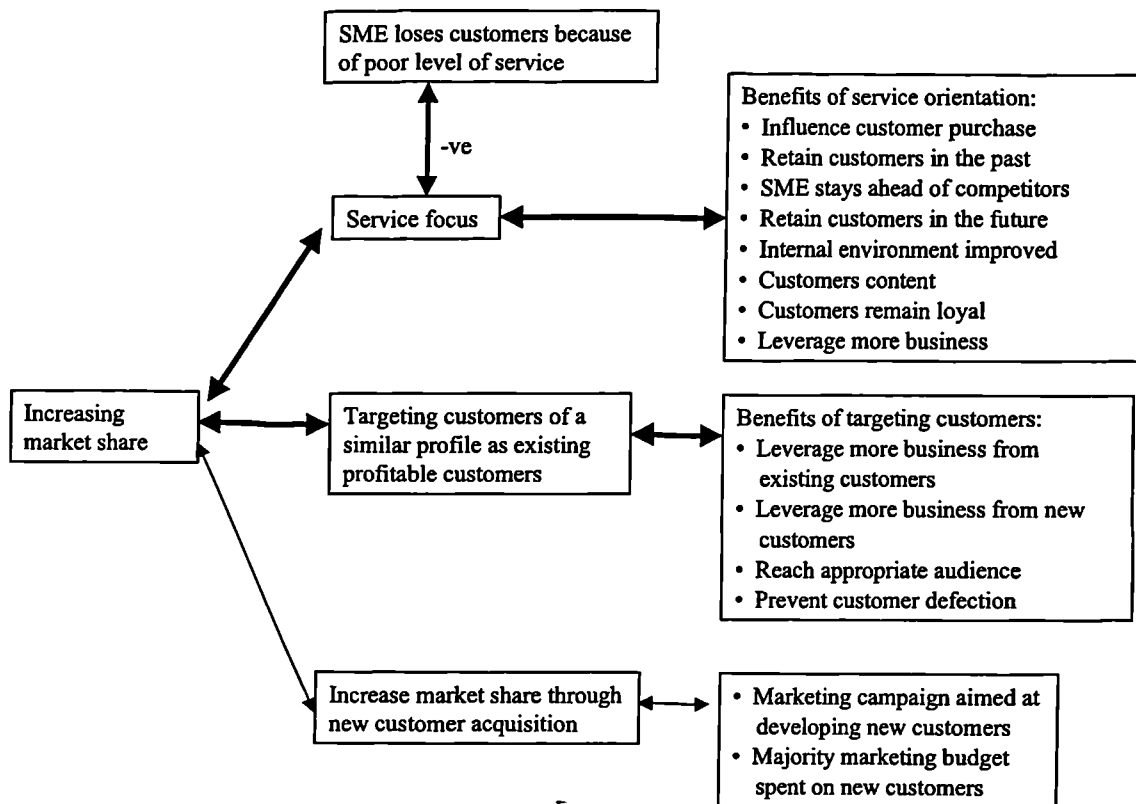 SME loses customers because
of poor level of service
-ve
Service focus
Benefits of service orientation:
• Influence customer purchase
• Retain customers in the past
• SME stays ahead of competitors
• Retain customers in the future
• Internal environment improved
• Customers content
• Customers remain loyal
• Leverage more business
Increasing
market share
Targeting customers of a
similar profile as existing
profitable customers
Benefits of targeting customers:
• Leverage more business from
existing customers
• Leverage more business from new
customers
• Reach appropriate audience
• Prevent customer defection
Increase market share through
new customer acquisition
• Marketing campaign aimed at
developing new customers
• Majority marketing budget
spent on new customers